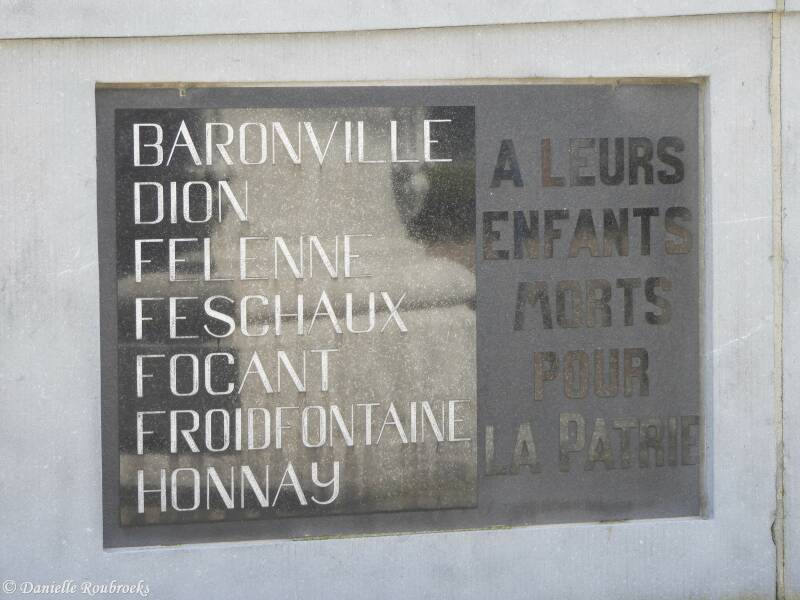 BARONVILLE
DION
FELENNE
FESCHAUX
FOCANT
FROIDFONTAINE
HONNAY
A LEURS
ENFANTS
MORTS
POUR
LA PATRIE
© Danielle Roubroeks